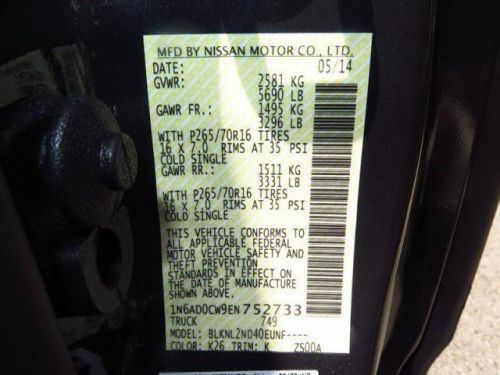 MFD BY NISSAN MOTOR CO., LTD.
DATE: 05/14
GVWR: 2581 KG
5690 LB
GAWR FR.: 1495 KG
3296 LB
WITH P265/70R16 TIRES
16 X 7.0 RIMS AT 35 PSI
COLD SINGLE
GAWR RR.: 1511 KG
3331 LB
WITH P265/70R16 TIRES
16 X 7.0 RIMS AT 35 PSI
COLD SINGLE
THIS VEHICLE CONFORMS TO
ALL APPLICABLE FEDERAL
MOTOR VEHICLE SAFETY AND
THEFT PREVENTION
STANDARDS IN EFFECT ON
THE DATE OF MANUFACTURE
SHOWN ABOVE.
1N6AD0CW9EN752733
TRUCK 749
MODEL: BLKNL2ND40EUNF----
COLOR: K26 TRIM: K ZS00A